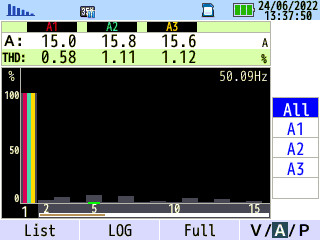 24/06/2022
13:37:50
A1 A2 A3
A: 15.0 15.8 15.6 A
THD: 0.58 1.11 1.12 %
% 50.09Hz
100
50
0
1 2 5 10 15
All
A1
A2
A3
List LOG Full V/A/P